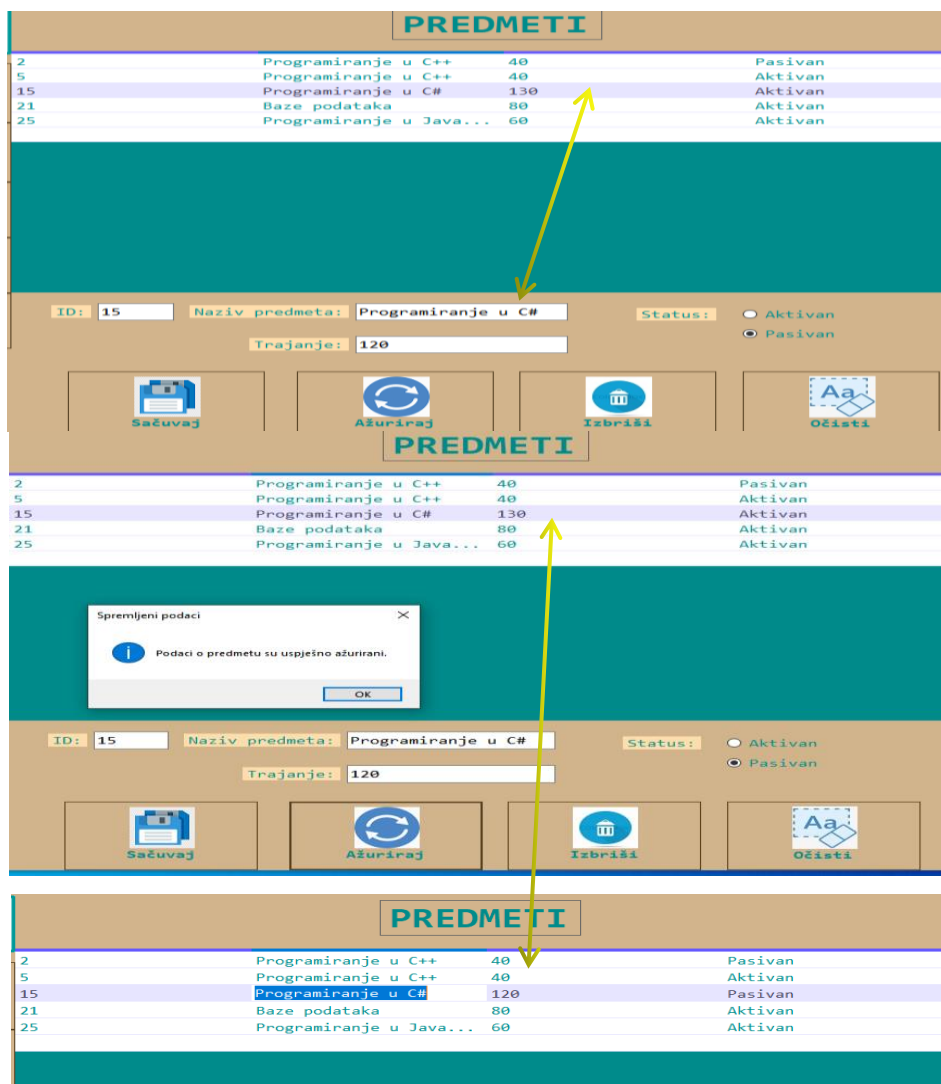 PREDMETI
2 Programiranje u C++ 40 Pasivan
5 Programiranje u C++ 40 Aktivan
15 Programiranje u C# 130 Aktivan
21 Baze podataka 80 Aktivan
25 Programiranje u Java... 60 Aktivan
ID: 15 Naziv predmeta: Programiranje u C# Status: Aktivan
Trajanje: 120 Pasivan
Aa
Sačuvaj Ažuriraj Izbriši Očisti
PREDMETI
2 Programiranje u C++ 40 Pasivan
5 Programiranje u C++ 40 Aktivan
15 Programiranje u C# 130 Aktivan
21 Baze podataka 80 Aktivan
25 Programiranje u Java... 60 Aktivan
Spremljeni podaci
Podaci o predmetu su uspješno ažurirani.
OK
ID: 15 Naziv predmeta: Programiranje u C# Status: Aktivan
Trajanje: 120 Pasivan
Aa
Sačuvaj Ažuriraj Izbriši Očisti
PREDMETI
2 Programiranje u C++ 40 Pasivan
5 Programiranje u C++ 40 Aktivan
15 Programiranje u C# 120 Pasivan
21 Baze podataka 80 Aktivan
25 Programiranje u Java... 60 Aktivan